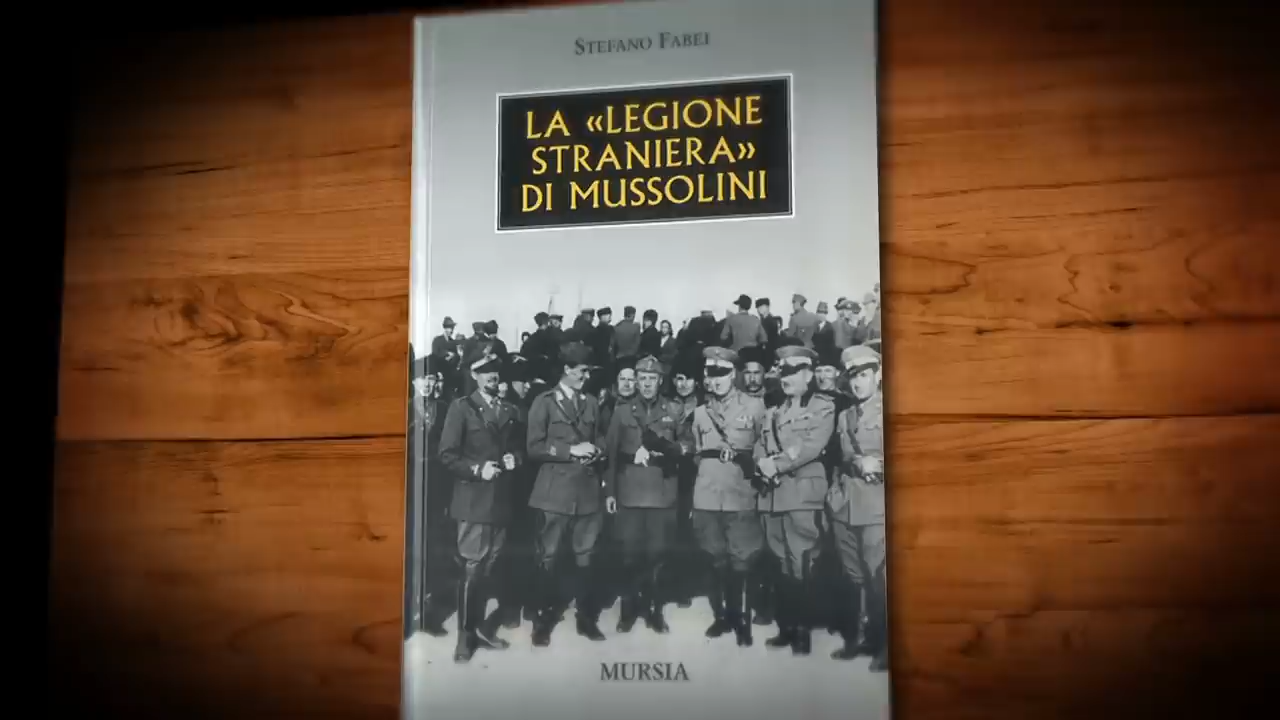 STEFANO FABEI
LA «LEGIONE
STRANIERA»
DI MUSSOLINI
MURSIA